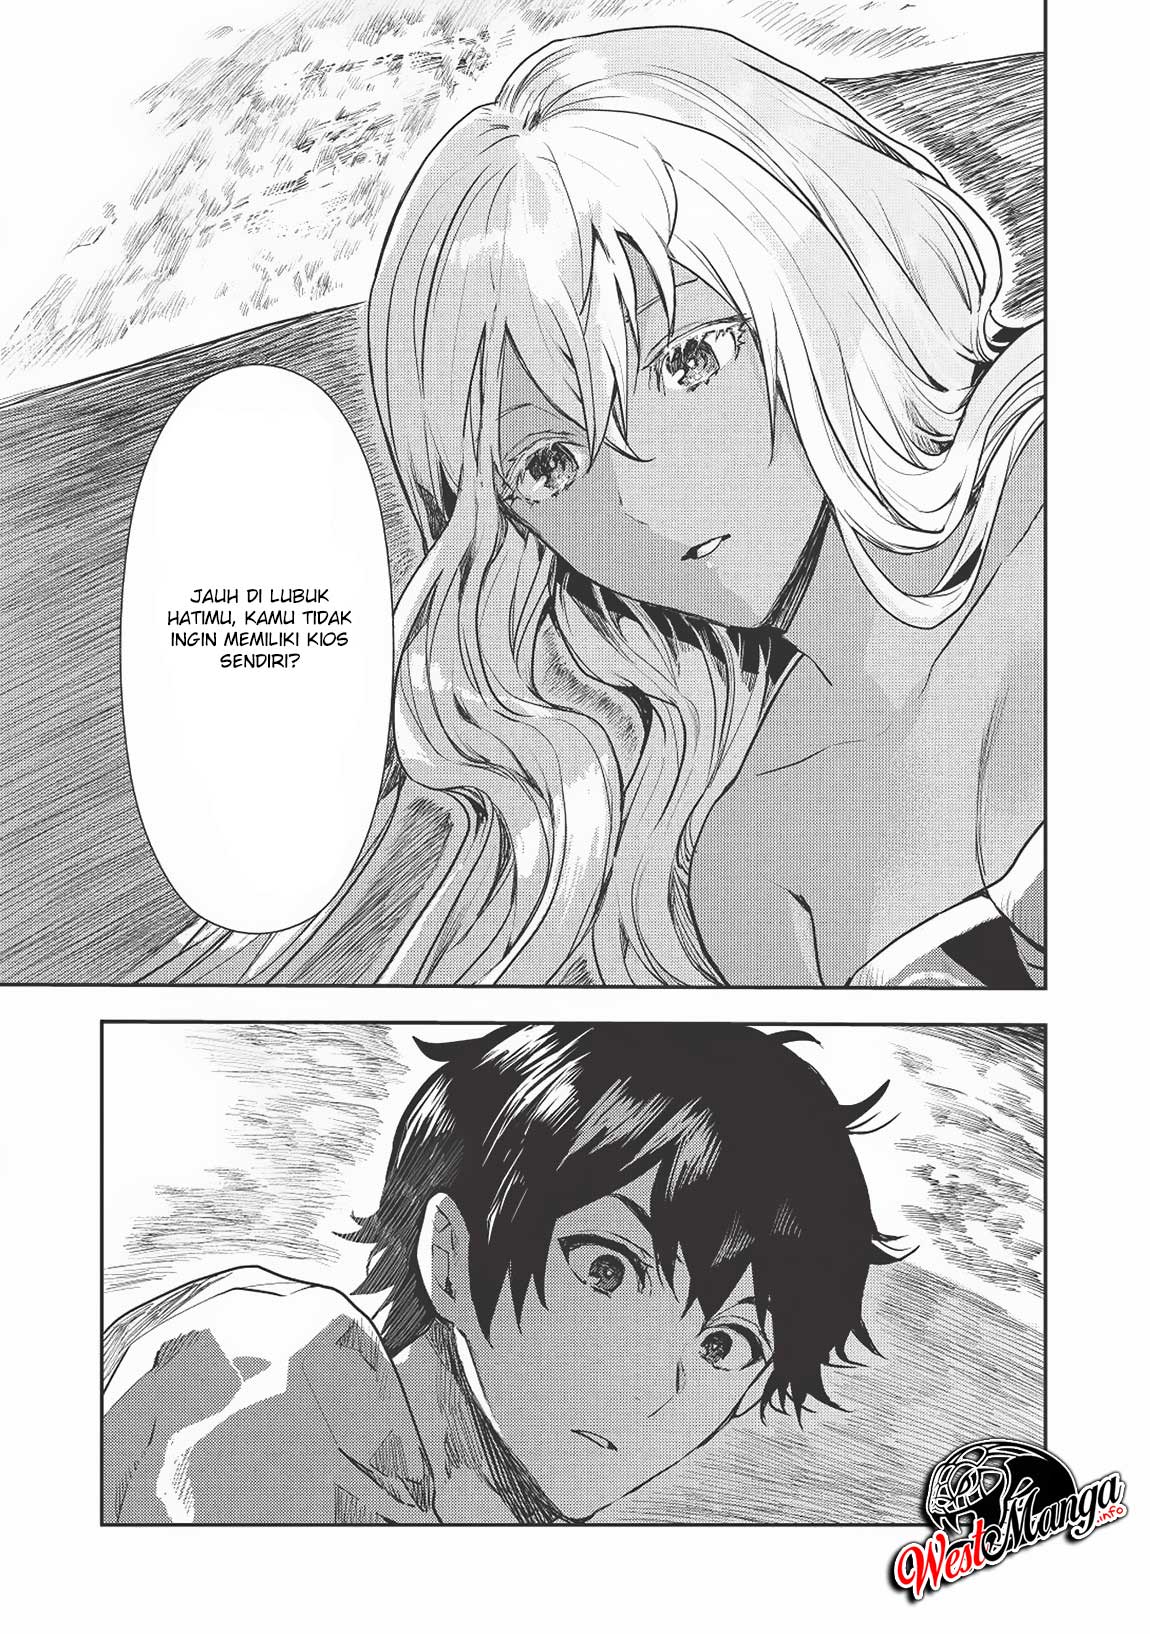 JAUH DI LUBUK
HATIMU, KAMU TIDAK
INGIN MEMILIKI KIOS
SENDIRI?
WestManga
.info